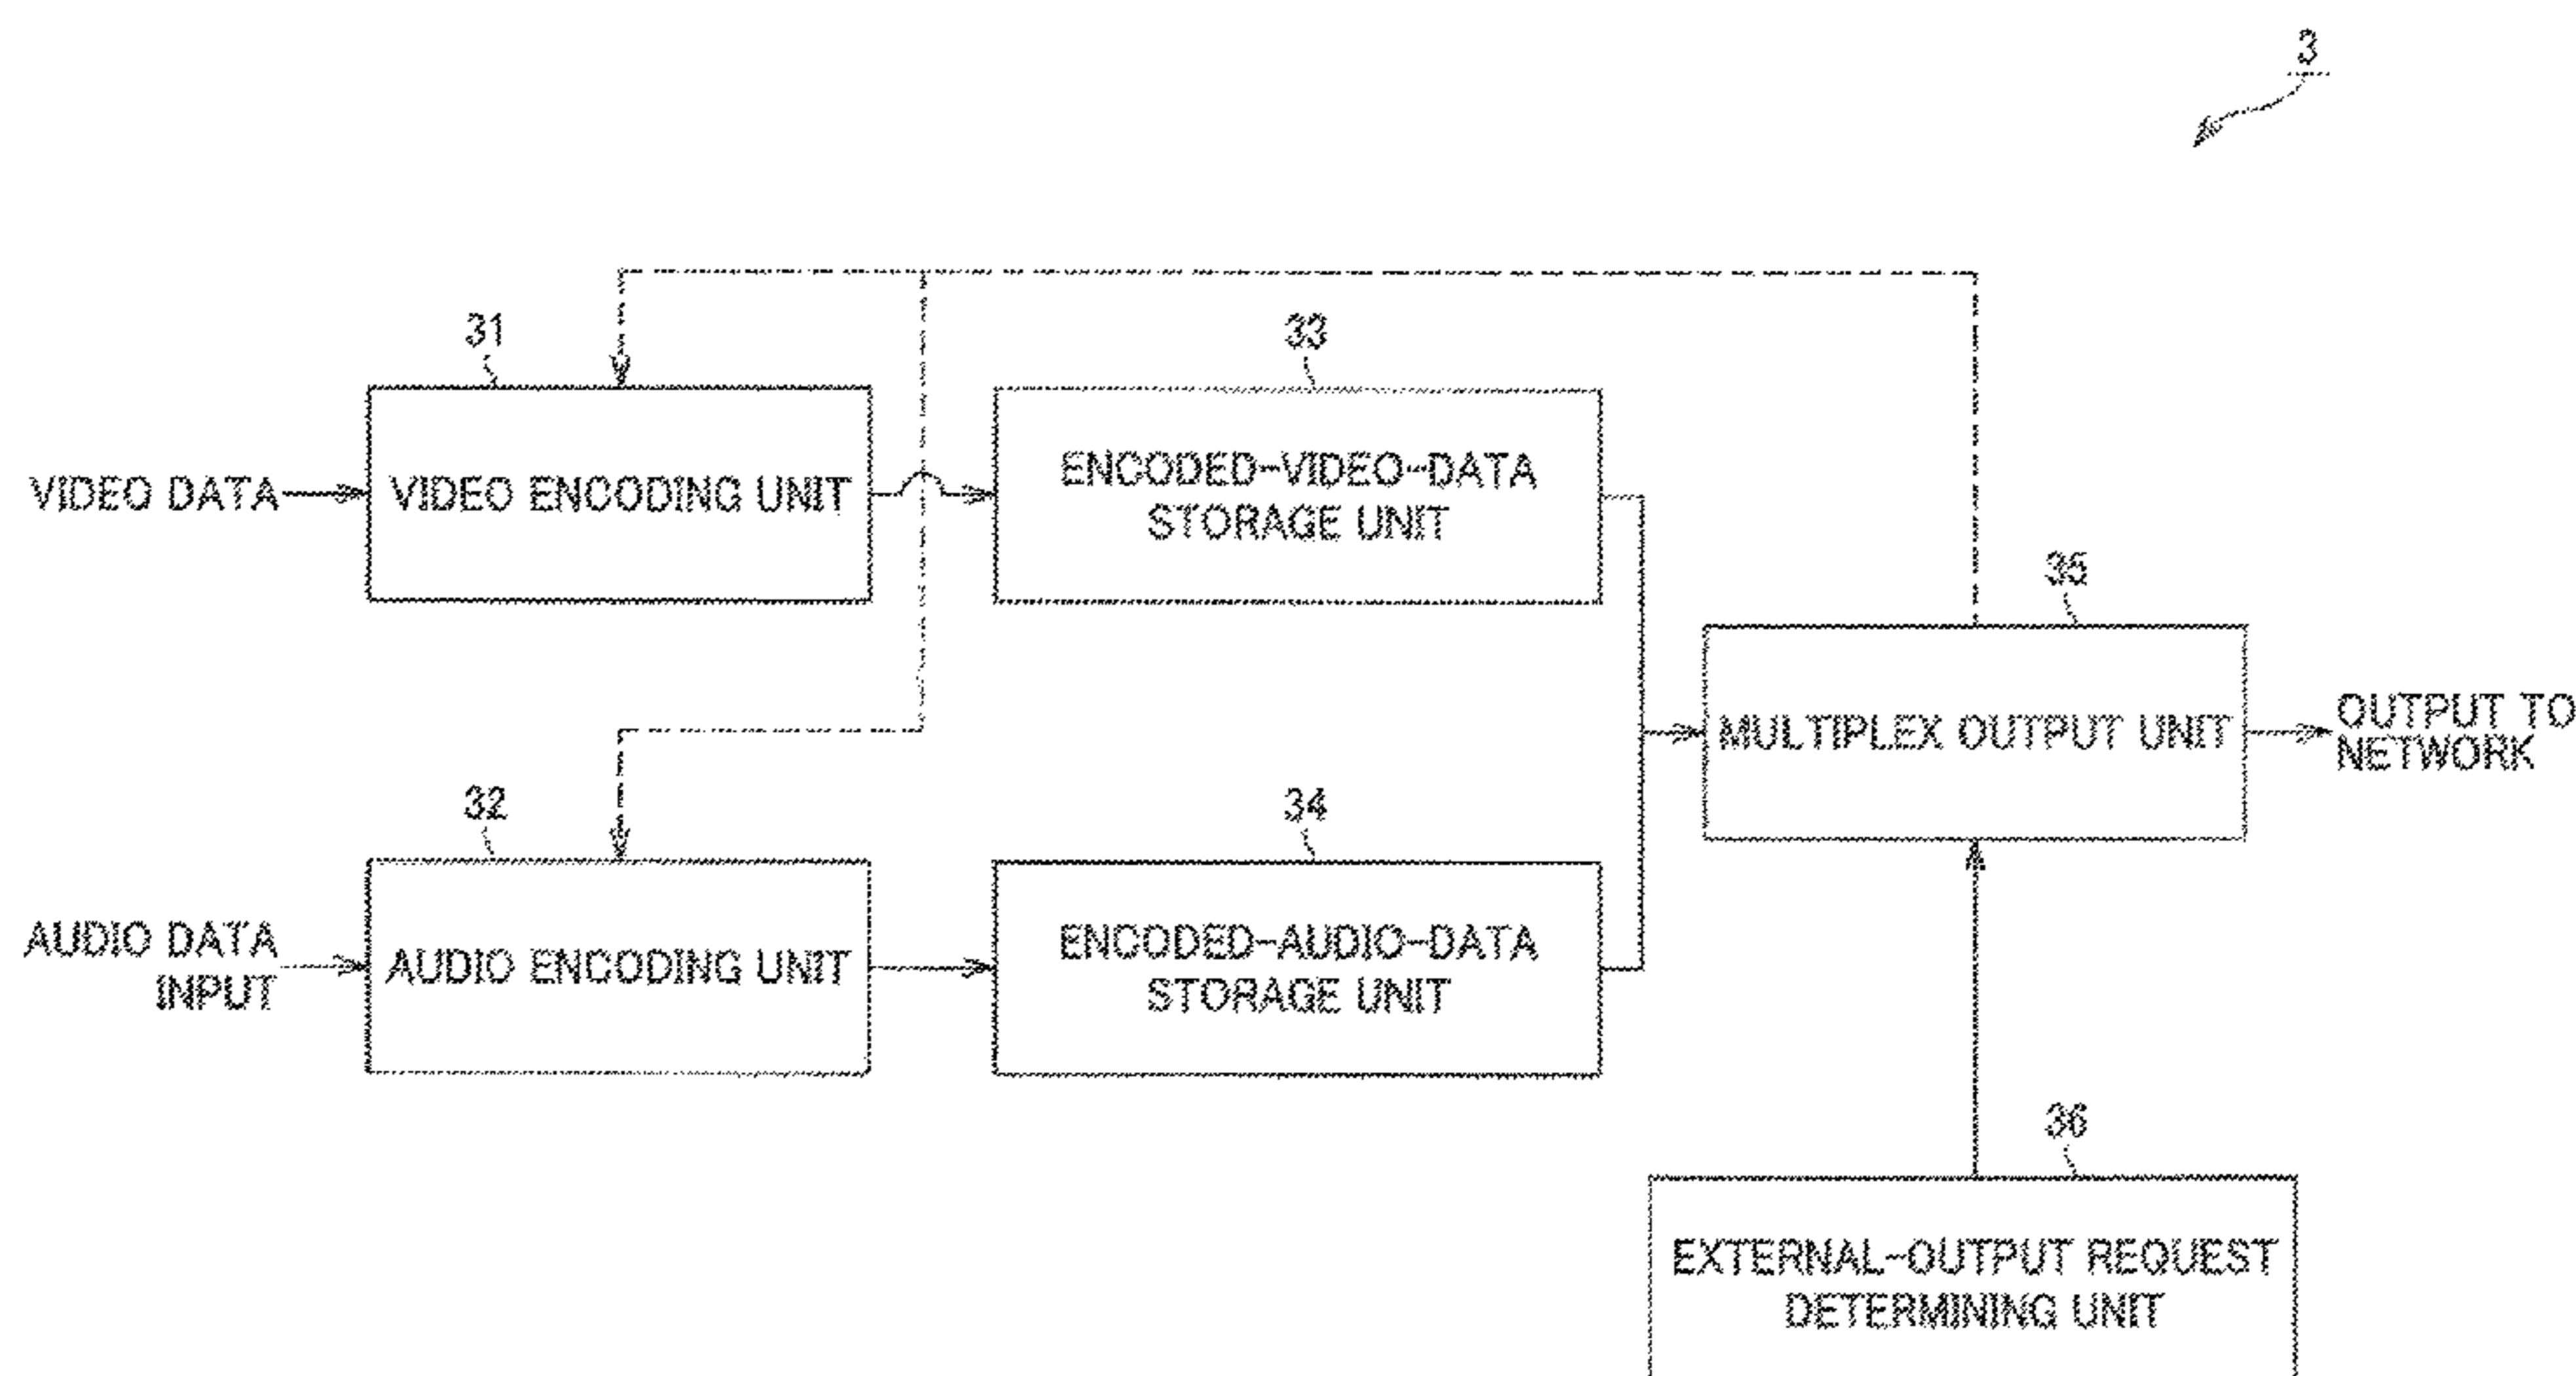 3
31
33
VIDEO DATA
VIDEO ENCODING UNIT
ENCODED-VIDEO-DATA
STORAGE UNIT
35
MULTIPLEX OUTPUT UNIT
OUTPUT TO
NETWORK
32
34
AUDIO DATA
INPUT
AUDIO ENCODING UNIT
ENCODED-AUDIO-DATA
STORAGE UNIT
36
EXTERNAL-OUTPUT REQUEST
DETERMINING UNIT